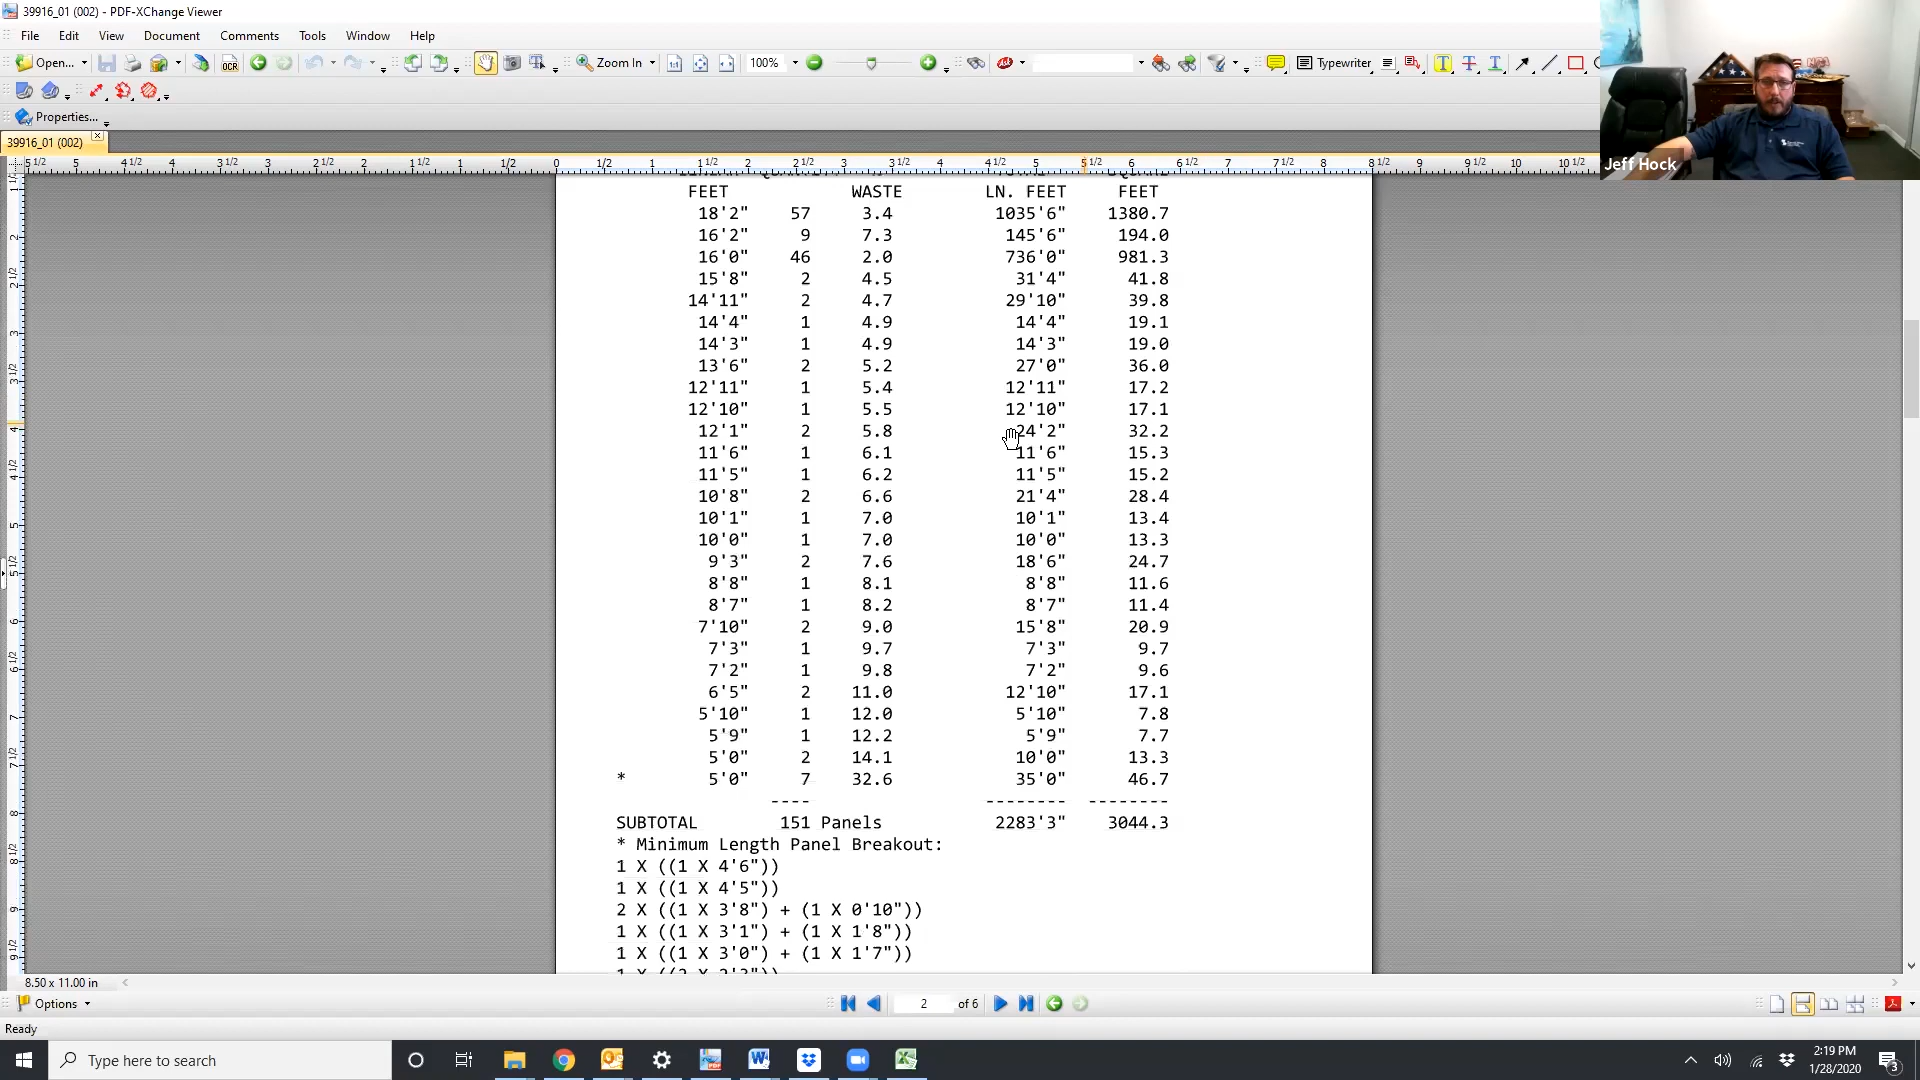 39916_01 (002) - PDF-XChange Viewer
File Edit View Document Comments Tools Window Help
Open... OCR Zoom In 100% Typewriter
Properties...
39916_01 (002)
Jeff Hock
FEET WASTE LN. FEET FEET
18'2" 57 3.4 1035'6" 1380.7
16'2" 9 7.3 145'6" 194.0
16'0" 46 2.0 736'0" 981.3
15'8" 2 4.5 31'4" 41.8
14'11" 2 4.7 29'10" 39.8
14'4" 1 4.9 14'4" 19.1
14'3" 1 4.9 14'3" 19.0
13'6" 2 5.2 27'0" 36.0
12'11" 1 5.4 12'11" 17.2
12'10" 1 5.5 12'10" 17.1
12'1" 2 5.8 24'2" 32.2
11'6" 1 6.1 11'6" 15.3
11'5" 1 6.2 11'5" 15.2
10'8" 2 6.6 21'4" 28.4
10'1" 1 7.0 10'1" 13.4
10'0" 1 7.0 10'0" 13.3
9'3" 2 7.6 18'6" 24.7
8'8" 1 8.1 8'8" 11.6
8'7" 1 8.2 8'7" 11.4
7'10" 2 9.0 15'8" 20.9
7'3" 1 9.7 7'3" 9.7
7'2" 1 9.8 7'2" 9.6
6'5" 2 11.0 12'10" 17.1
5'10" 1 12.0 5'10" 7.8
5'9" 1 12.2 5'9" 7.7
5'0" 2 14.1 10'0" 13.3
* 5'0" 7 32.6 35'0" 46.7
---- -------- --------
SUBTOTAL 151 Panels 2283'3" 3044.3
* Minimum Length Panel Breakout:
1 X ((1 X 4'6"))
1 X ((1 X 4'5"))
2 X ((1 X 3'8") + (1 X 0'10"))
1 X ((1 X 3'1") + (1 X 1'8"))
1 X ((1 X 3'0") + (1 X 1'7"))
8.50 x 11.00 in
Options 2 of 6
Ready
Type here to search
2:19 PM
1/28/2020
3